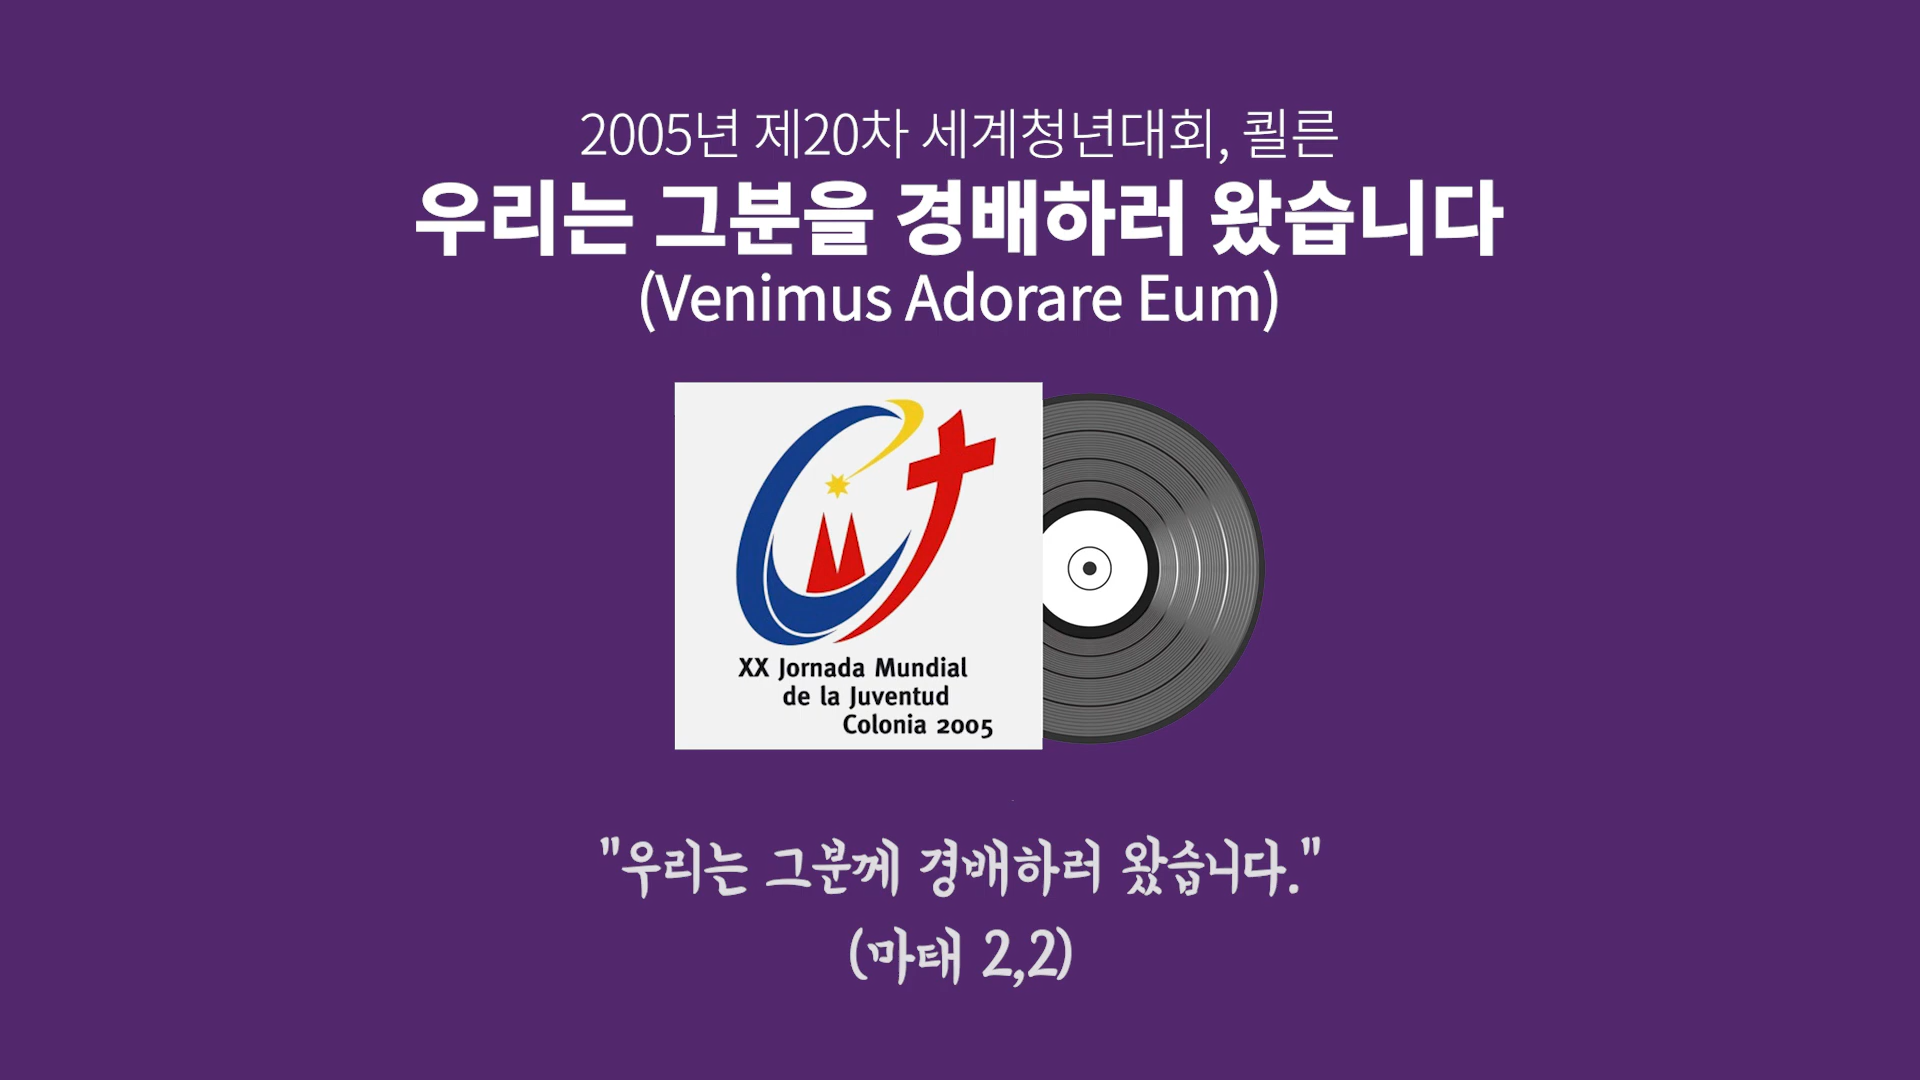 2005년 제20차 세계청년대회, 쾰른
우리는 그분을 경배하러 왔습니다
(Venimus Adorare Eum)
XX Jornada Mundial
de la Juventud
Colonia 2005
"우리는 그분께 경배하러 왔습니다."
(마태 2,2)